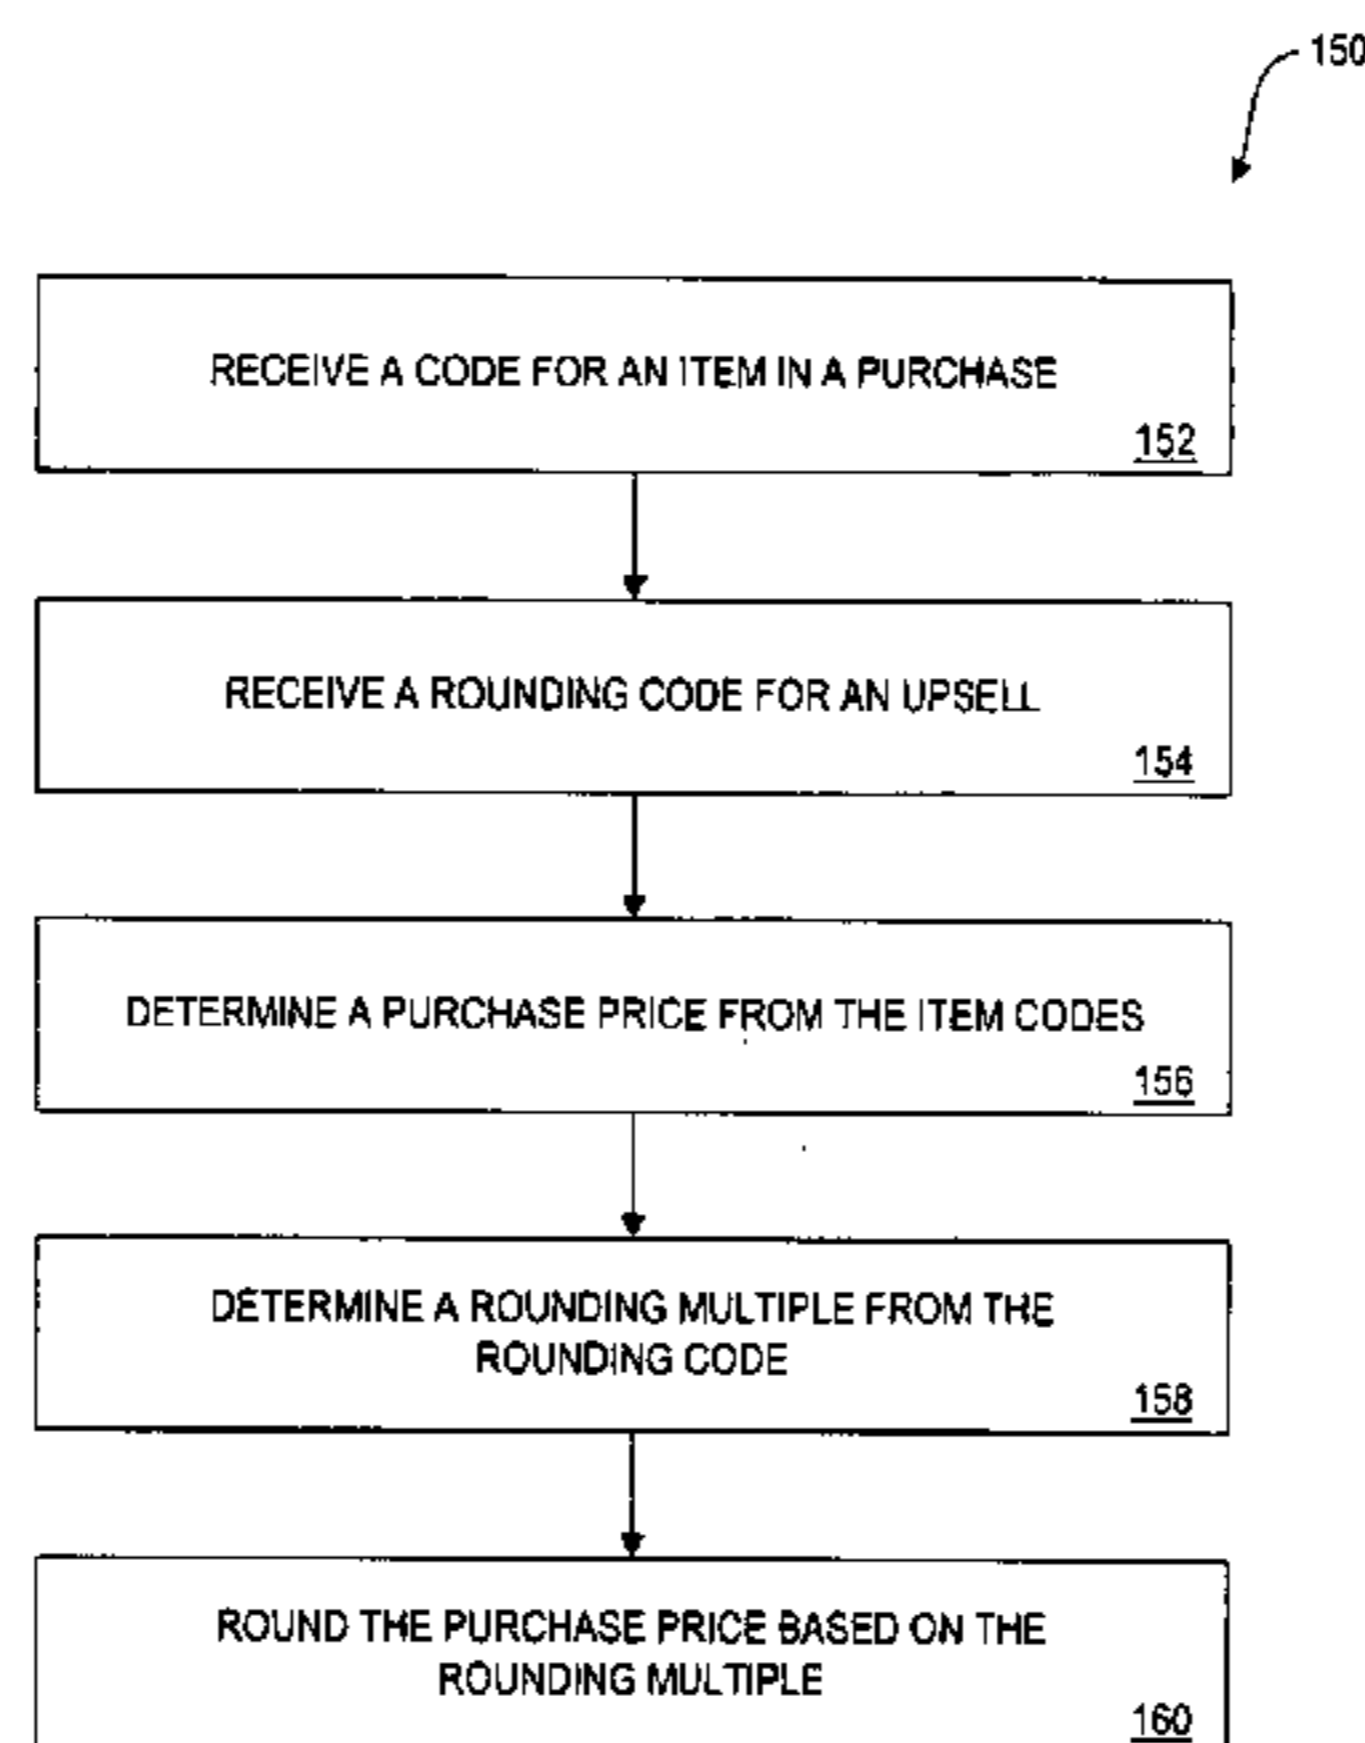 150
RECEIVE A CODE FOR AN ITEM IN A PURCHASE
152
RECEIVE A ROUNDING CODE FOR AN UPSELL
154
DETERMINE A PURCHASE PRICE FROM THE ITEM CODES
156
DETERMINE A ROUNDING MULTIPLE FROM THE
ROUNDING CODE
158
ROUND THE PURCHASE PRICE BASED ON THE
ROUNDING MULTIPLE
160